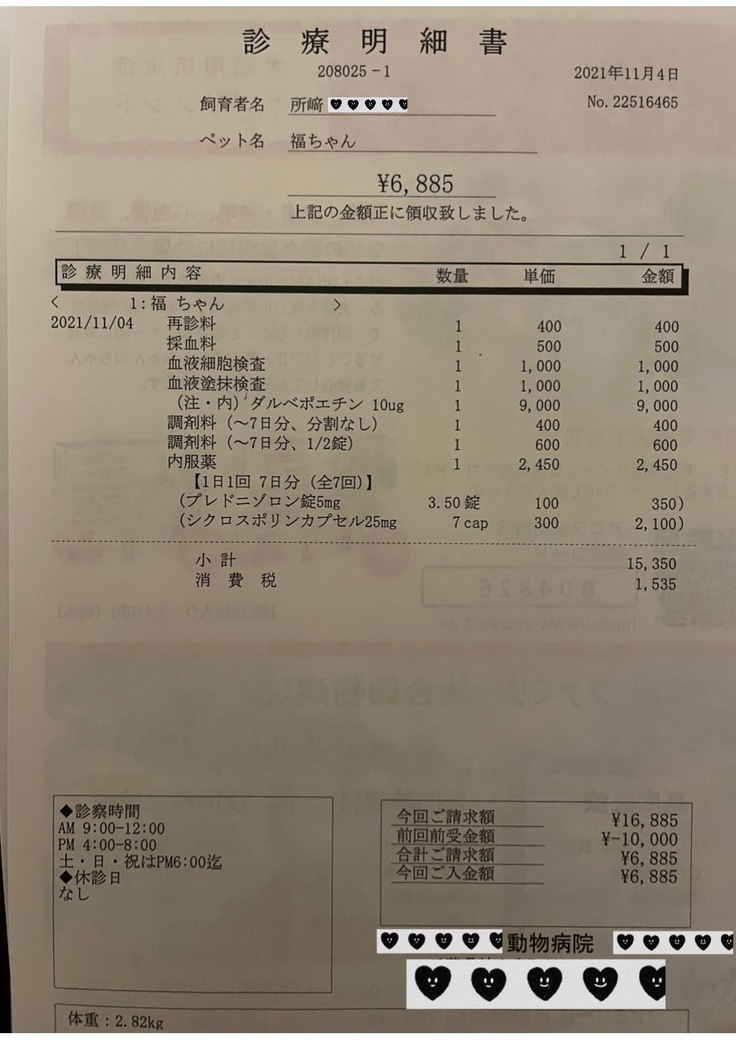 診療明細書
208025-1
2021年11月4日
飼育者名 所﨑
No.22516465
ペット名 福ちゃん
¥6,885
上記の金額正に領収致しました。
1 / 1
診療明細内容 数量 単価 金額
< 1:福 ちゃん >
2021/11/04 再診料 1 400 400
採血料 1 500 500
血液細胞検査 1 1,000 1,000
血液塗抹検査 1 1,000 1,000
(注・内)ダルベポエチン 10ug 1 9,000 9,000
調剤料(〜7日分、分割なし) 1 400 400
調剤料(〜7日分、1/2錠) 1 600 600
内服薬 1 2,450 2,450
【1日1回 7日分(全7回)】
(プレドニゾロン錠5mg 3.50 錠 100 350)
(シクロスポリンカプセル25mg 7 cap 300 2,100)
小計 15,350
消費税 1,535
◆診察時間
AM 9:00-12:00
PM 4:00-8:00
土・日・祝はPM6:00迄
◆休診日
なし
今回ご請求額 ¥16,885
前回前受金額 ¥-10,000
合計ご請求額 ¥6,885
今回ご入金額 ¥6,885
動物病院
体重:2.82kg